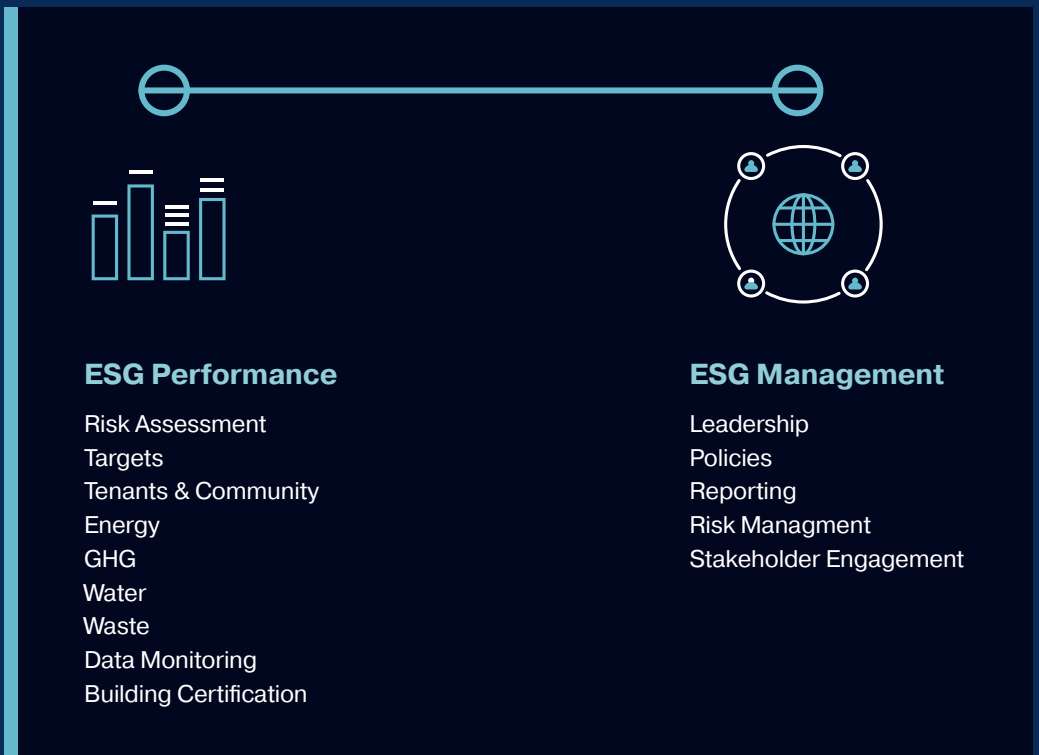 ESG Performance
Risk Assessment
Targets
Tenants & Community
Energy
GHG
Water
Waste
Data Monitoring
Building Certification
ESG Management
Leadership
Policies
Reporting
Risk Managment
Stakeholder Engagement